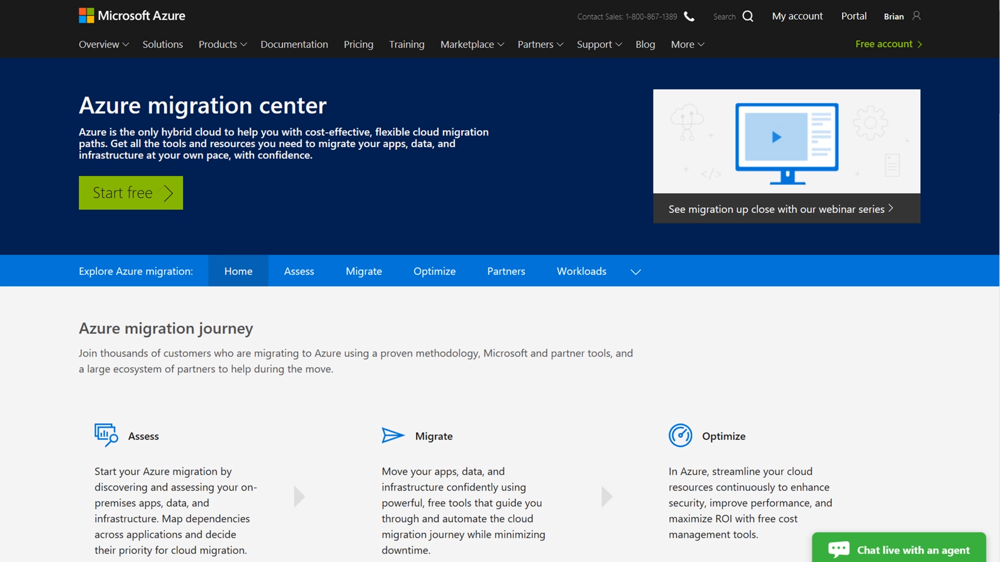 Microsoft Azure
Contact Sales: 1-800-867-1389
Search
My account
Portal
Brian
Overview
Solutions
Products
Documentation
Pricing
Training
Marketplace
Partners
Support
Blog
More
Free account
Azure migration center
Azure is the only hybrid cloud to help you with cost-effective, flexible cloud migration
paths. Get all the tools and resources you need to migrate your apps, data, and
infrastructure at your own pace, with confidence.
Start free
</>
See migration up close with our webinar series
Explore Azure migration:
Home
Assess
Migrate
Optimize
Partners
Workloads
Azure migration journey
Join thousands of customers who are migrating to Azure using a proven methodology, Microsoft and partner tools, and
a large ecosystem of partners to help during the move.
Assess
Start your Azure migration by
discovering and assessing your on-
premises apps, data, and
infrastructure. Map dependencies
across applications and decide
their priority for cloud migration.
Migrate
Move your apps, data, and
infrastructure confidently using
powerful, free tools that guide you
through and automate the cloud
migration journey while minimizing
downtime.
Optimize
In Azure, streamline your cloud
resources continuously to enhance
security, improve performance, and
maximize ROI with free cost
management tools.
Chat live with an agent